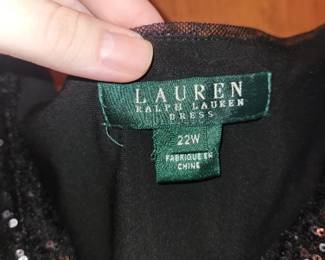 LAUREN
RALPH LAUREN
DRESS
22W
FABRIQUE EN
CHINE